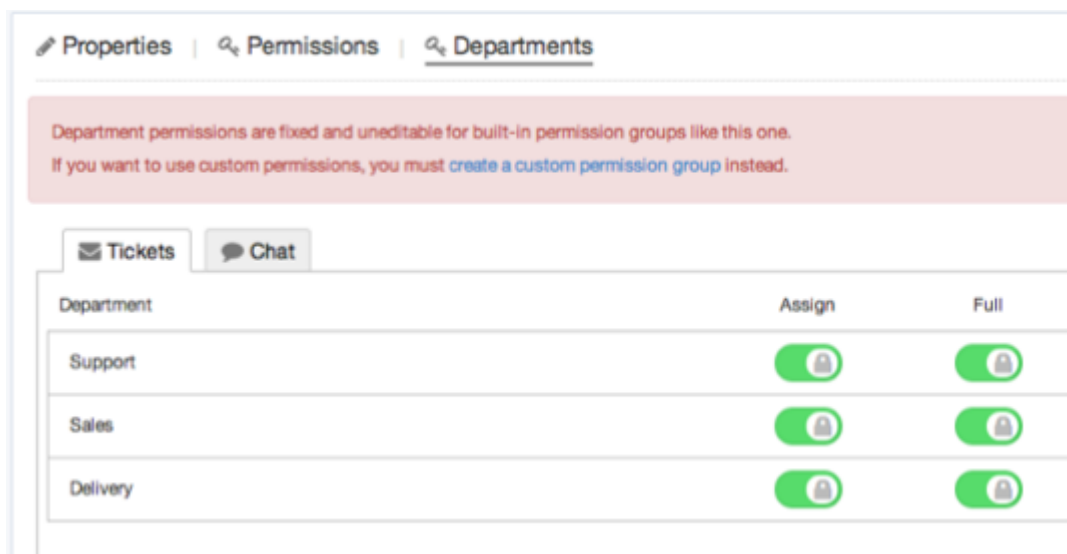 Properties | Permissions | Departments
Department permissions are fixed and uneditable for built-in permission groups like this one.
If you want to use custom permissions, you must create a custom permission group instead.
Tickets Chat
Department Assign Full
Support
Sales
Delivery